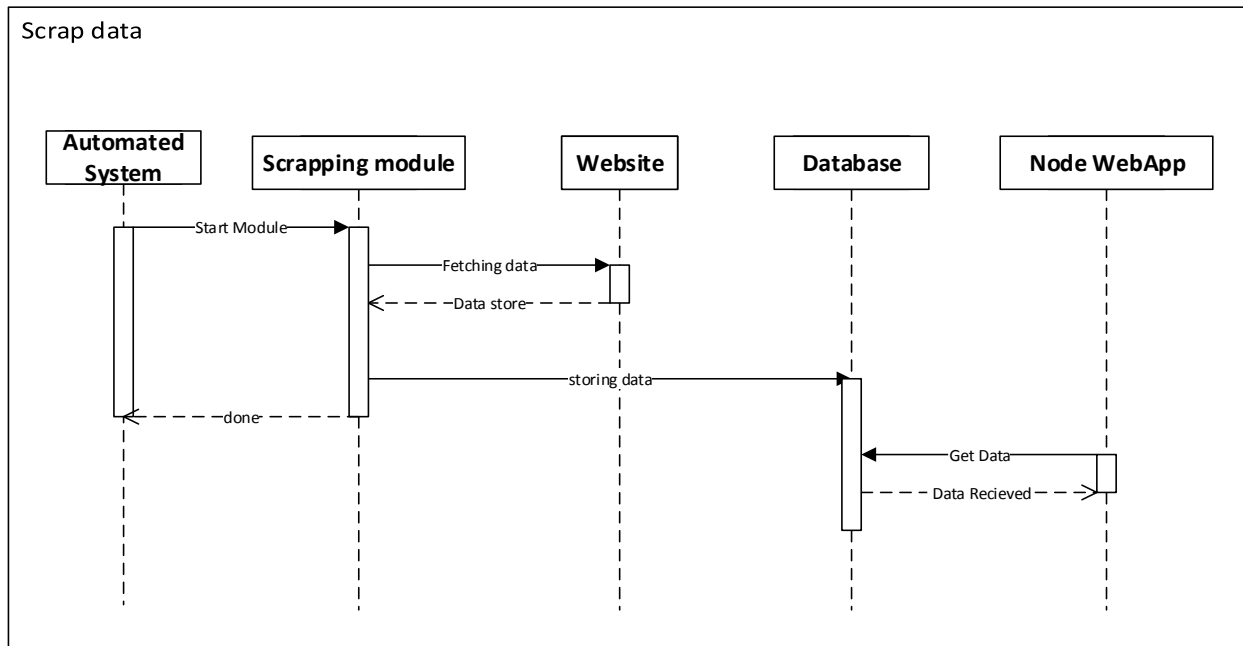 Scrap data
Automated
System
Scrapping module
Website
Database
Node WebApp
Start Module
Fetching data
Data store
storing data
done
Get Data
Data Recieved